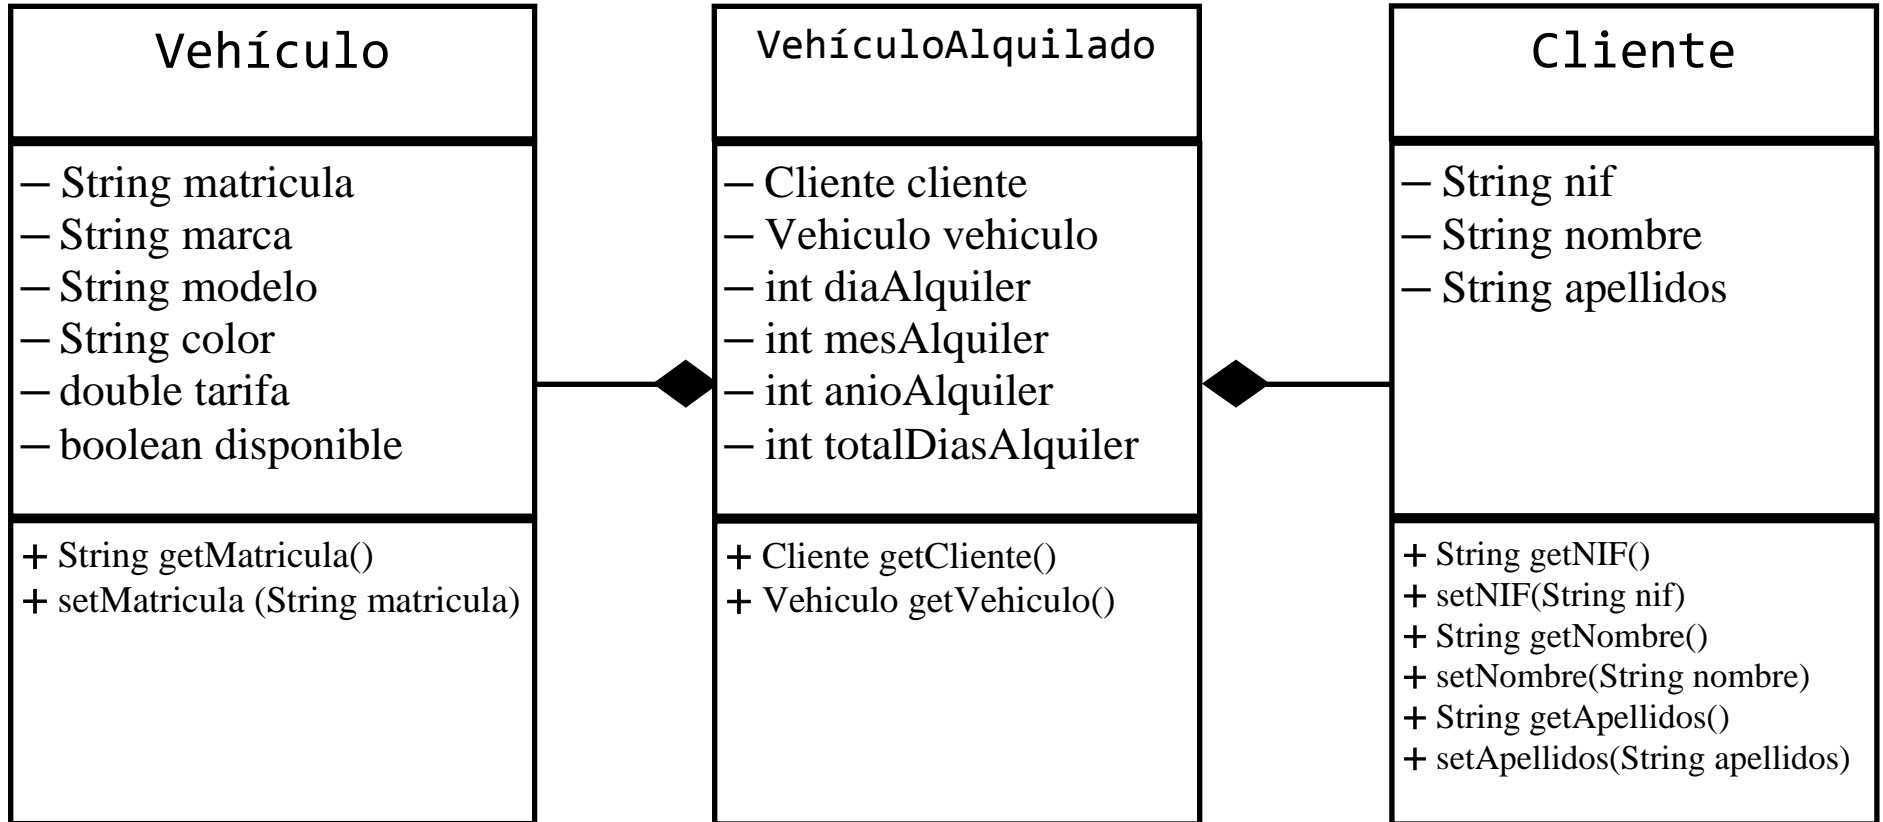 Vehículo
– String matricula
– String marca
– String modelo
– String color
– double tarifa
– boolean disponible
+ String getMatricula()
+ setMatricula (String matricula)
VehículoAlquilado
– Cliente cliente
– Vehiculo vehiculo
– int diaAlquiler
– int mesAlquiler
– int anioAlquiler
– int totalDiasAlquiler
+ Cliente getCliente()
+ Vehiculo getVehiculo()
Cliente
– String nif
– String nombre
– String apellidos
+ String getNIF()
+ setNIF(String nif)
+ String getNombre()
+ setNombre(String nombre)
+ String getApellidos()
+ setApellidos(String apellidos)